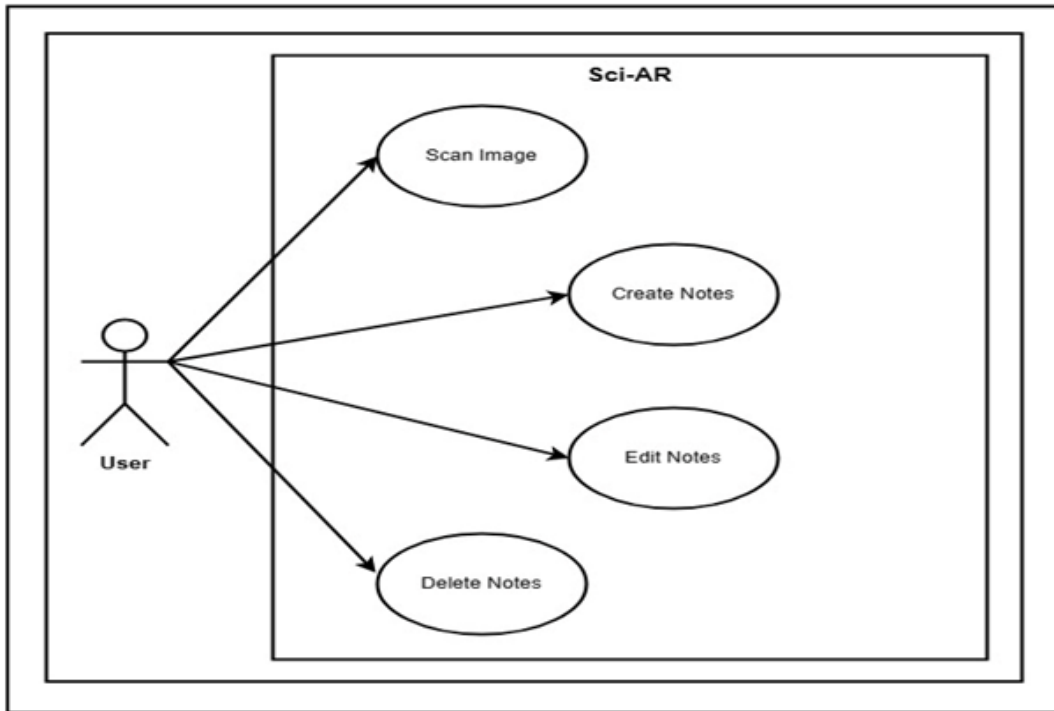 Sci-AR
Scan Image
Create Notes
Edit Notes
User
Delete Notes